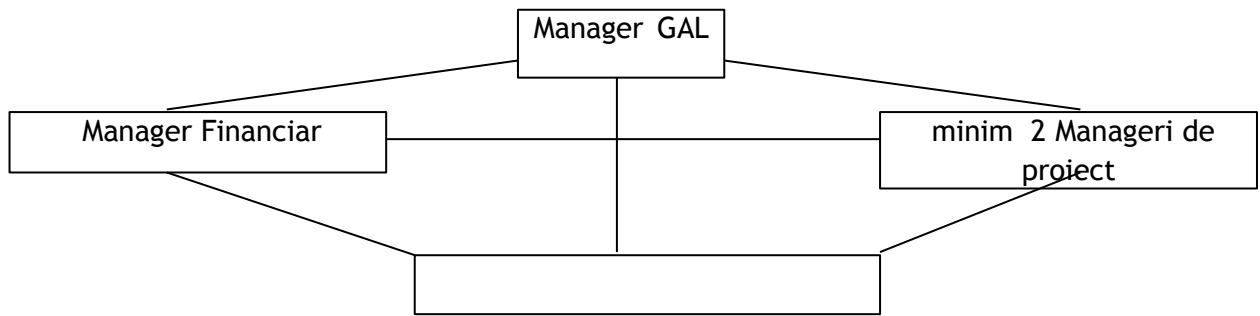 Manager GAL
Manager Financiar
minim 2 Manageri de
proiect